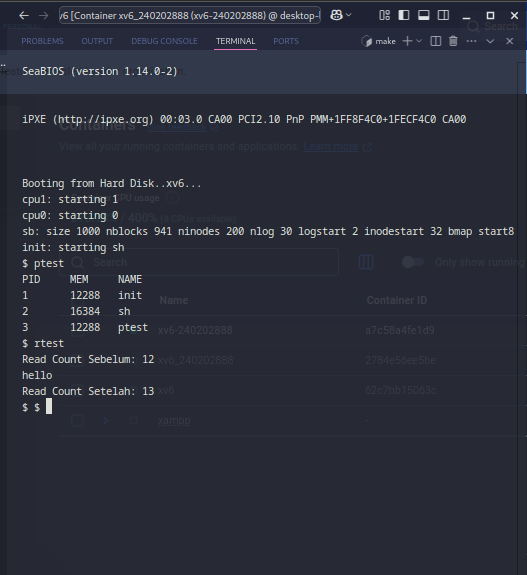 v6 [Container xv6_240202888 (xv6-240202888) @ desktop-l
PROBLEMS OUTPUT DEBUG CONSOLE TERMINAL PORTS make
SeaBIOS (version 1.14.0-2)
iPXE (http://ipxe.org) 00:03.0 CA00 PCI2.10 PnP PMM+1FF8F4C0+1FECF4C0 CA00
Containers
View all your running containers and applications. Learn more
Booting from Hard Disk..xv6...
cpu1: starting 1
cpu0: starting 0
sb: size 1000 nblocks 941 ninodes 200 nlog 30 logstart 2 inodestart 32 bmap start8
init: starting sh
$ ptest
Search
Only show running
PID MEM NAME
1 12288 init
Name Container ID
2 16384 sh
3 12288 ptest
xv6-240202888 a7c58a4fe1d9
$ rtest
Read Count Sebelum: 12
xv6_240202888
hello
Read Count Setelah: 13
xv6
$ $
xampp -